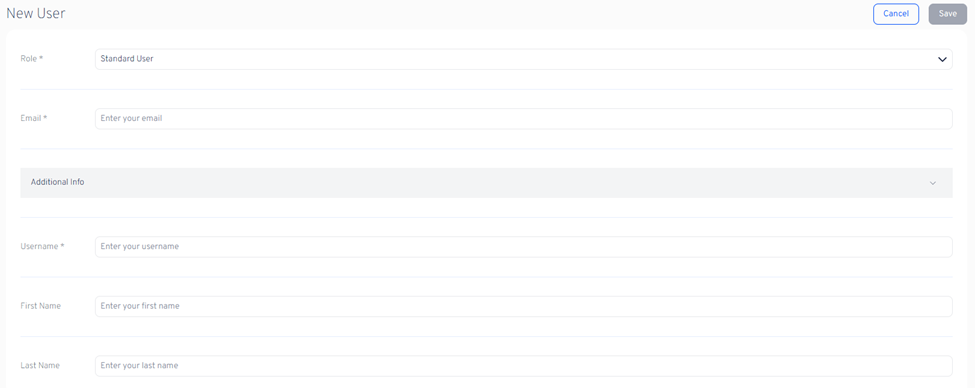 New User
Cancel
Save
Role *
Standard User
Email *
Enter your email
Additional Info
Username *
Enter your username
First Name
Enter your first name
Last Name
Enter your last name